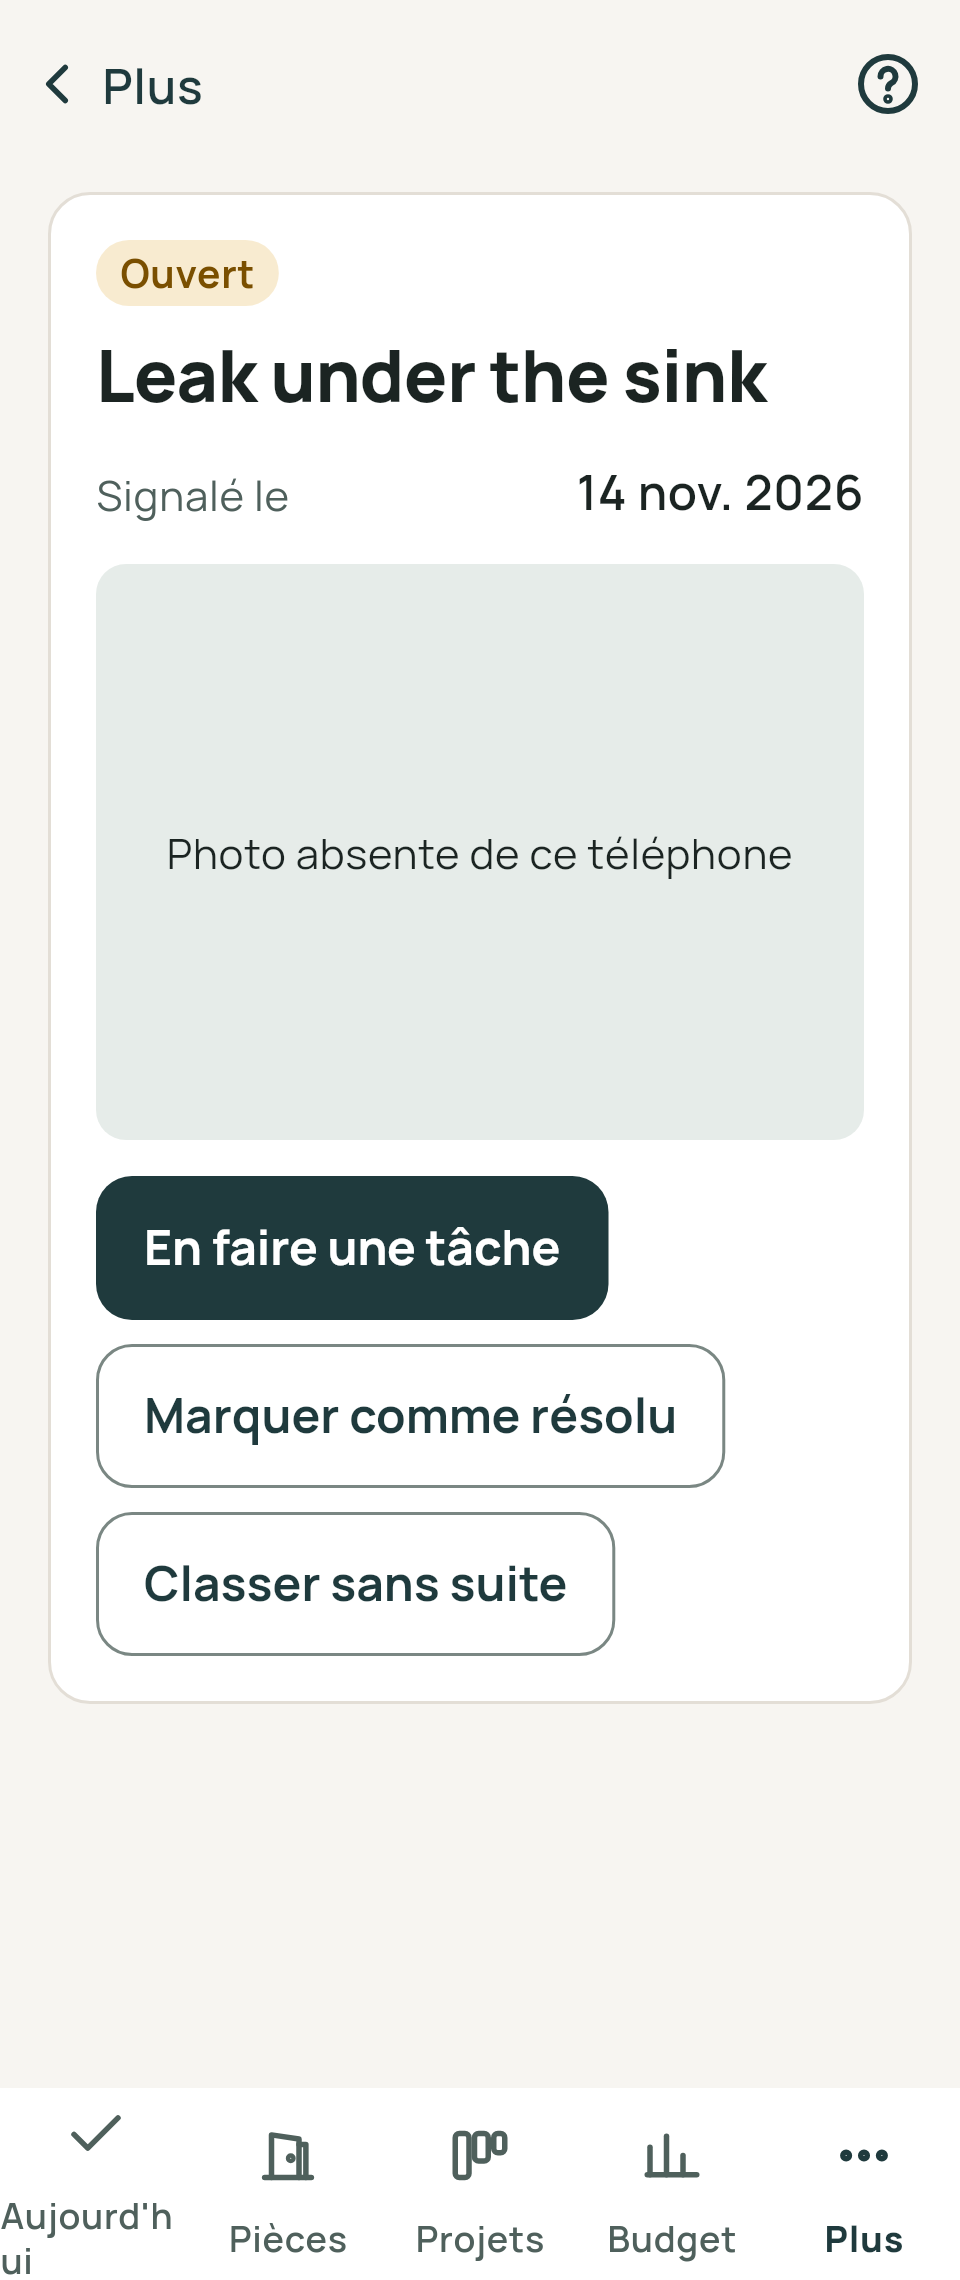 Plus
Ouvert
Leak under the sink
Signalé le
14 nov. 2026
Photo absente de ce téléphone
En faire une tâche
Marquer comme résolu
Classer sans suite
Aujourd'h
ui
Pièces
Projets
Budget
Plus